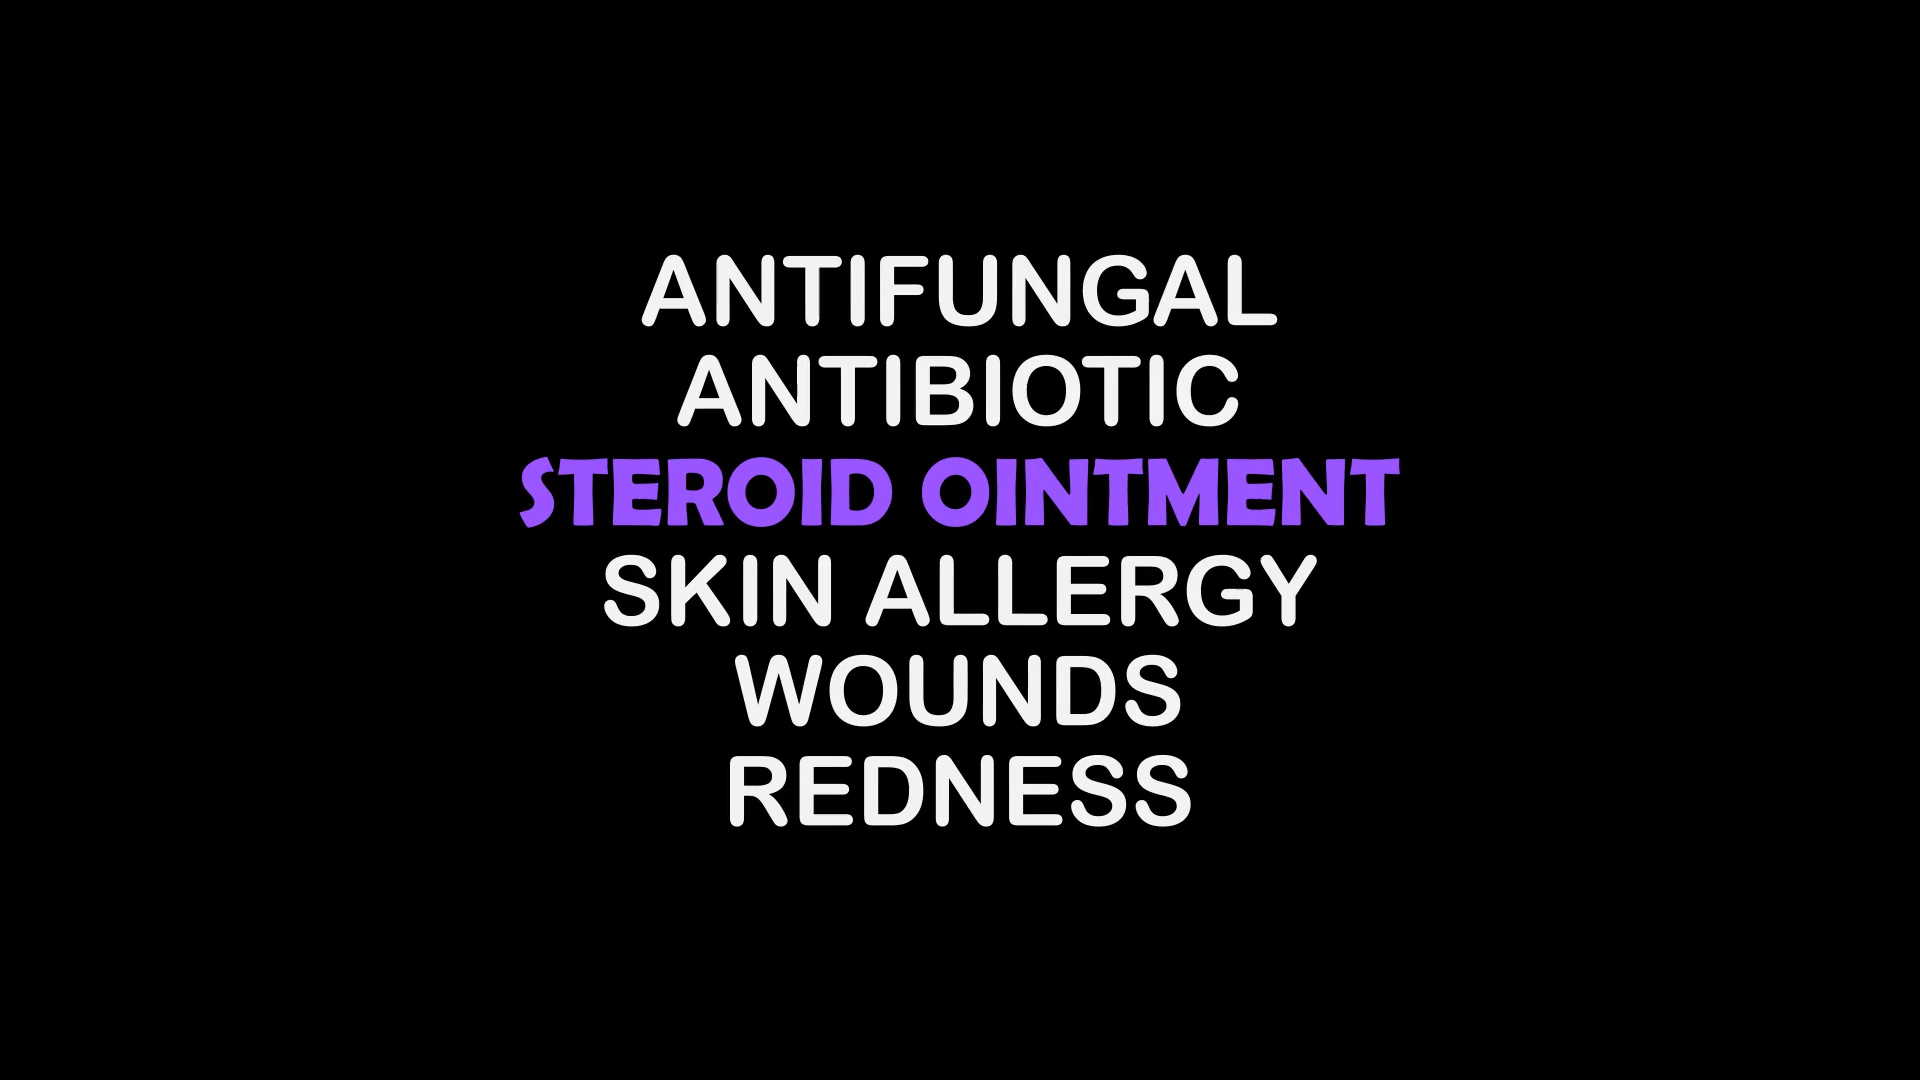 ANTIFUNGAL
ANTIBIOTIC
STEROID OINTMENT
SKIN ALLERGY
WOUNDS
REDNESS